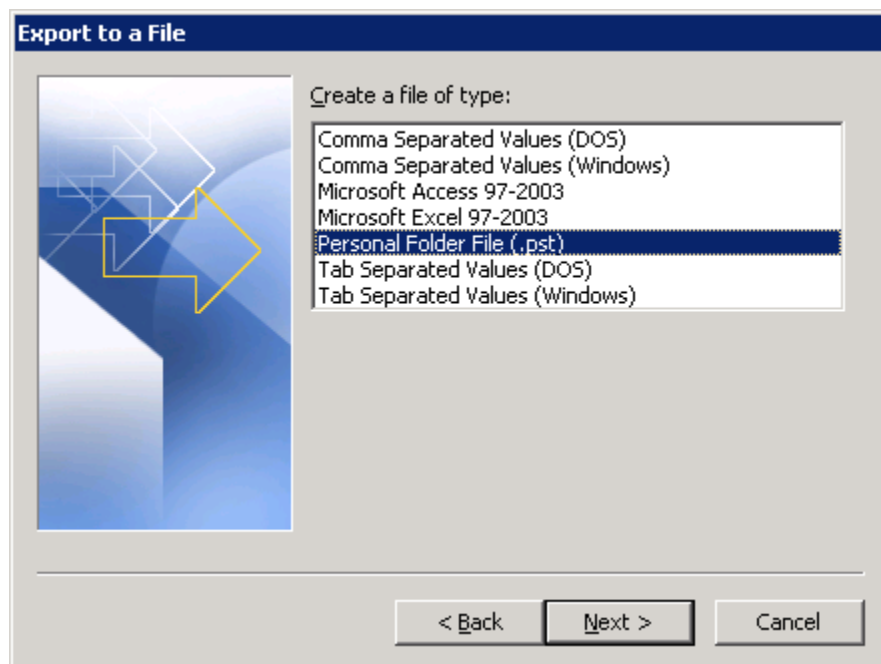 Export to a File
Create a file of type:
Comma Separated Values (DOS)
Comma Separated Values (Windows)
Microsoft Access 97-2003
Microsoft Excel 97-2003
Personal Folder File (.pst)
Tab Separated Values (DOS)
Tab Separated Values (Windows)
< Back
Next >
Cancel